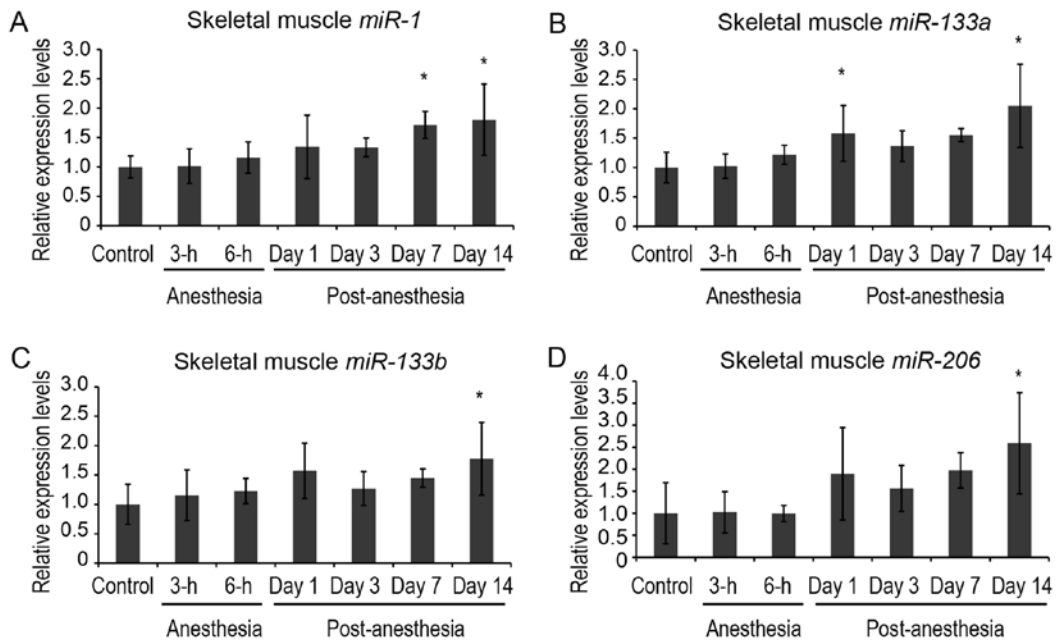 A
Skeletal muscle miR-1
Relative expression levels
3.0
2.5
2.0
1.5
1.0
0.5
0
*
*
Control 3-h 6-h Day 1 Day 3 Day 7 Day 14
Anesthesia Post-anesthesia
B
Skeletal muscle miR-133a
Relative expression levels
3.0
2.5
2.0
1.5
1.0
0.5
0
*
*
Control 3-h 6-h Day 1 Day 3 Day 7 Day 14
Anesthesia Post-anesthesia
C
Skeletal muscle miR-133b
Relative expression levels
3.0
2.5
2.0
1.5
1.0
0.5
0
*
Control 3-h 6-h Day 1 Day 3 Day 7 Day 14
Anesthesia Post-anesthesia
D
Skeletal muscle miR-206
Relative expression levels
4.0
3.5
3.0
2.5
2.0
1.5
1.0
0.5
0
*
Control 3-h 6-h Day 1 Day 3 Day 7 Day 14
Anesthesia Post-anesthesia